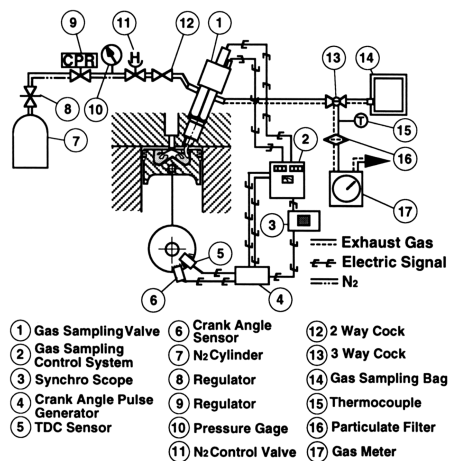 9 11 12 1
CPR
13 14
10
8
2
15
7
16
3
17
5
Exhaust Gas
Electric Signal
6 4
N₂
1 Gas Sampling Valve
2 Gas Sampling
Control System
3 Synchro Scope
4 Crank Angle Pulse
Generator
5 TDC Sensor
6 Crank Angle
Sensor
7 N₂ Cylinder
8 Regulator
9 Regulator
10 Pressure Gage
11 N₂ Control Valve
12 2 Way Cock
13 3 Way Cock
14 Gas Sampling Bag
15 Thermocouple
16 Particulate Filter
17 Gas Meter
T